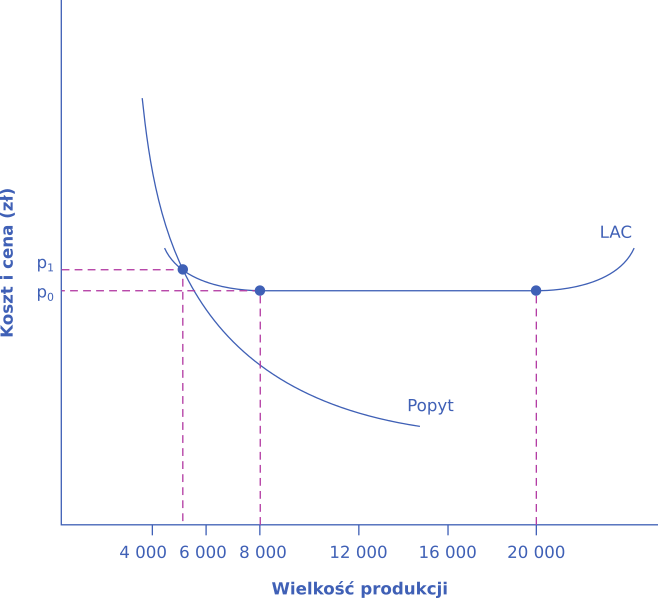 Koszt i cena (zł)
LAC
p1
p0
Popyt
4 000 6 000 8 000 12 000 16 000 20 000
Wielkość produkcji